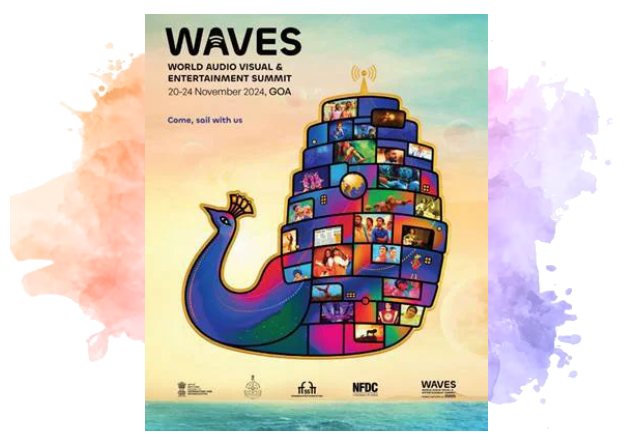 WAVES
WORLD AUDIO VISUAL &
ENTERTAINMENT SUMMIT
20-24 November 2024, GOA
Come, sail with us
NFDC
WAVES